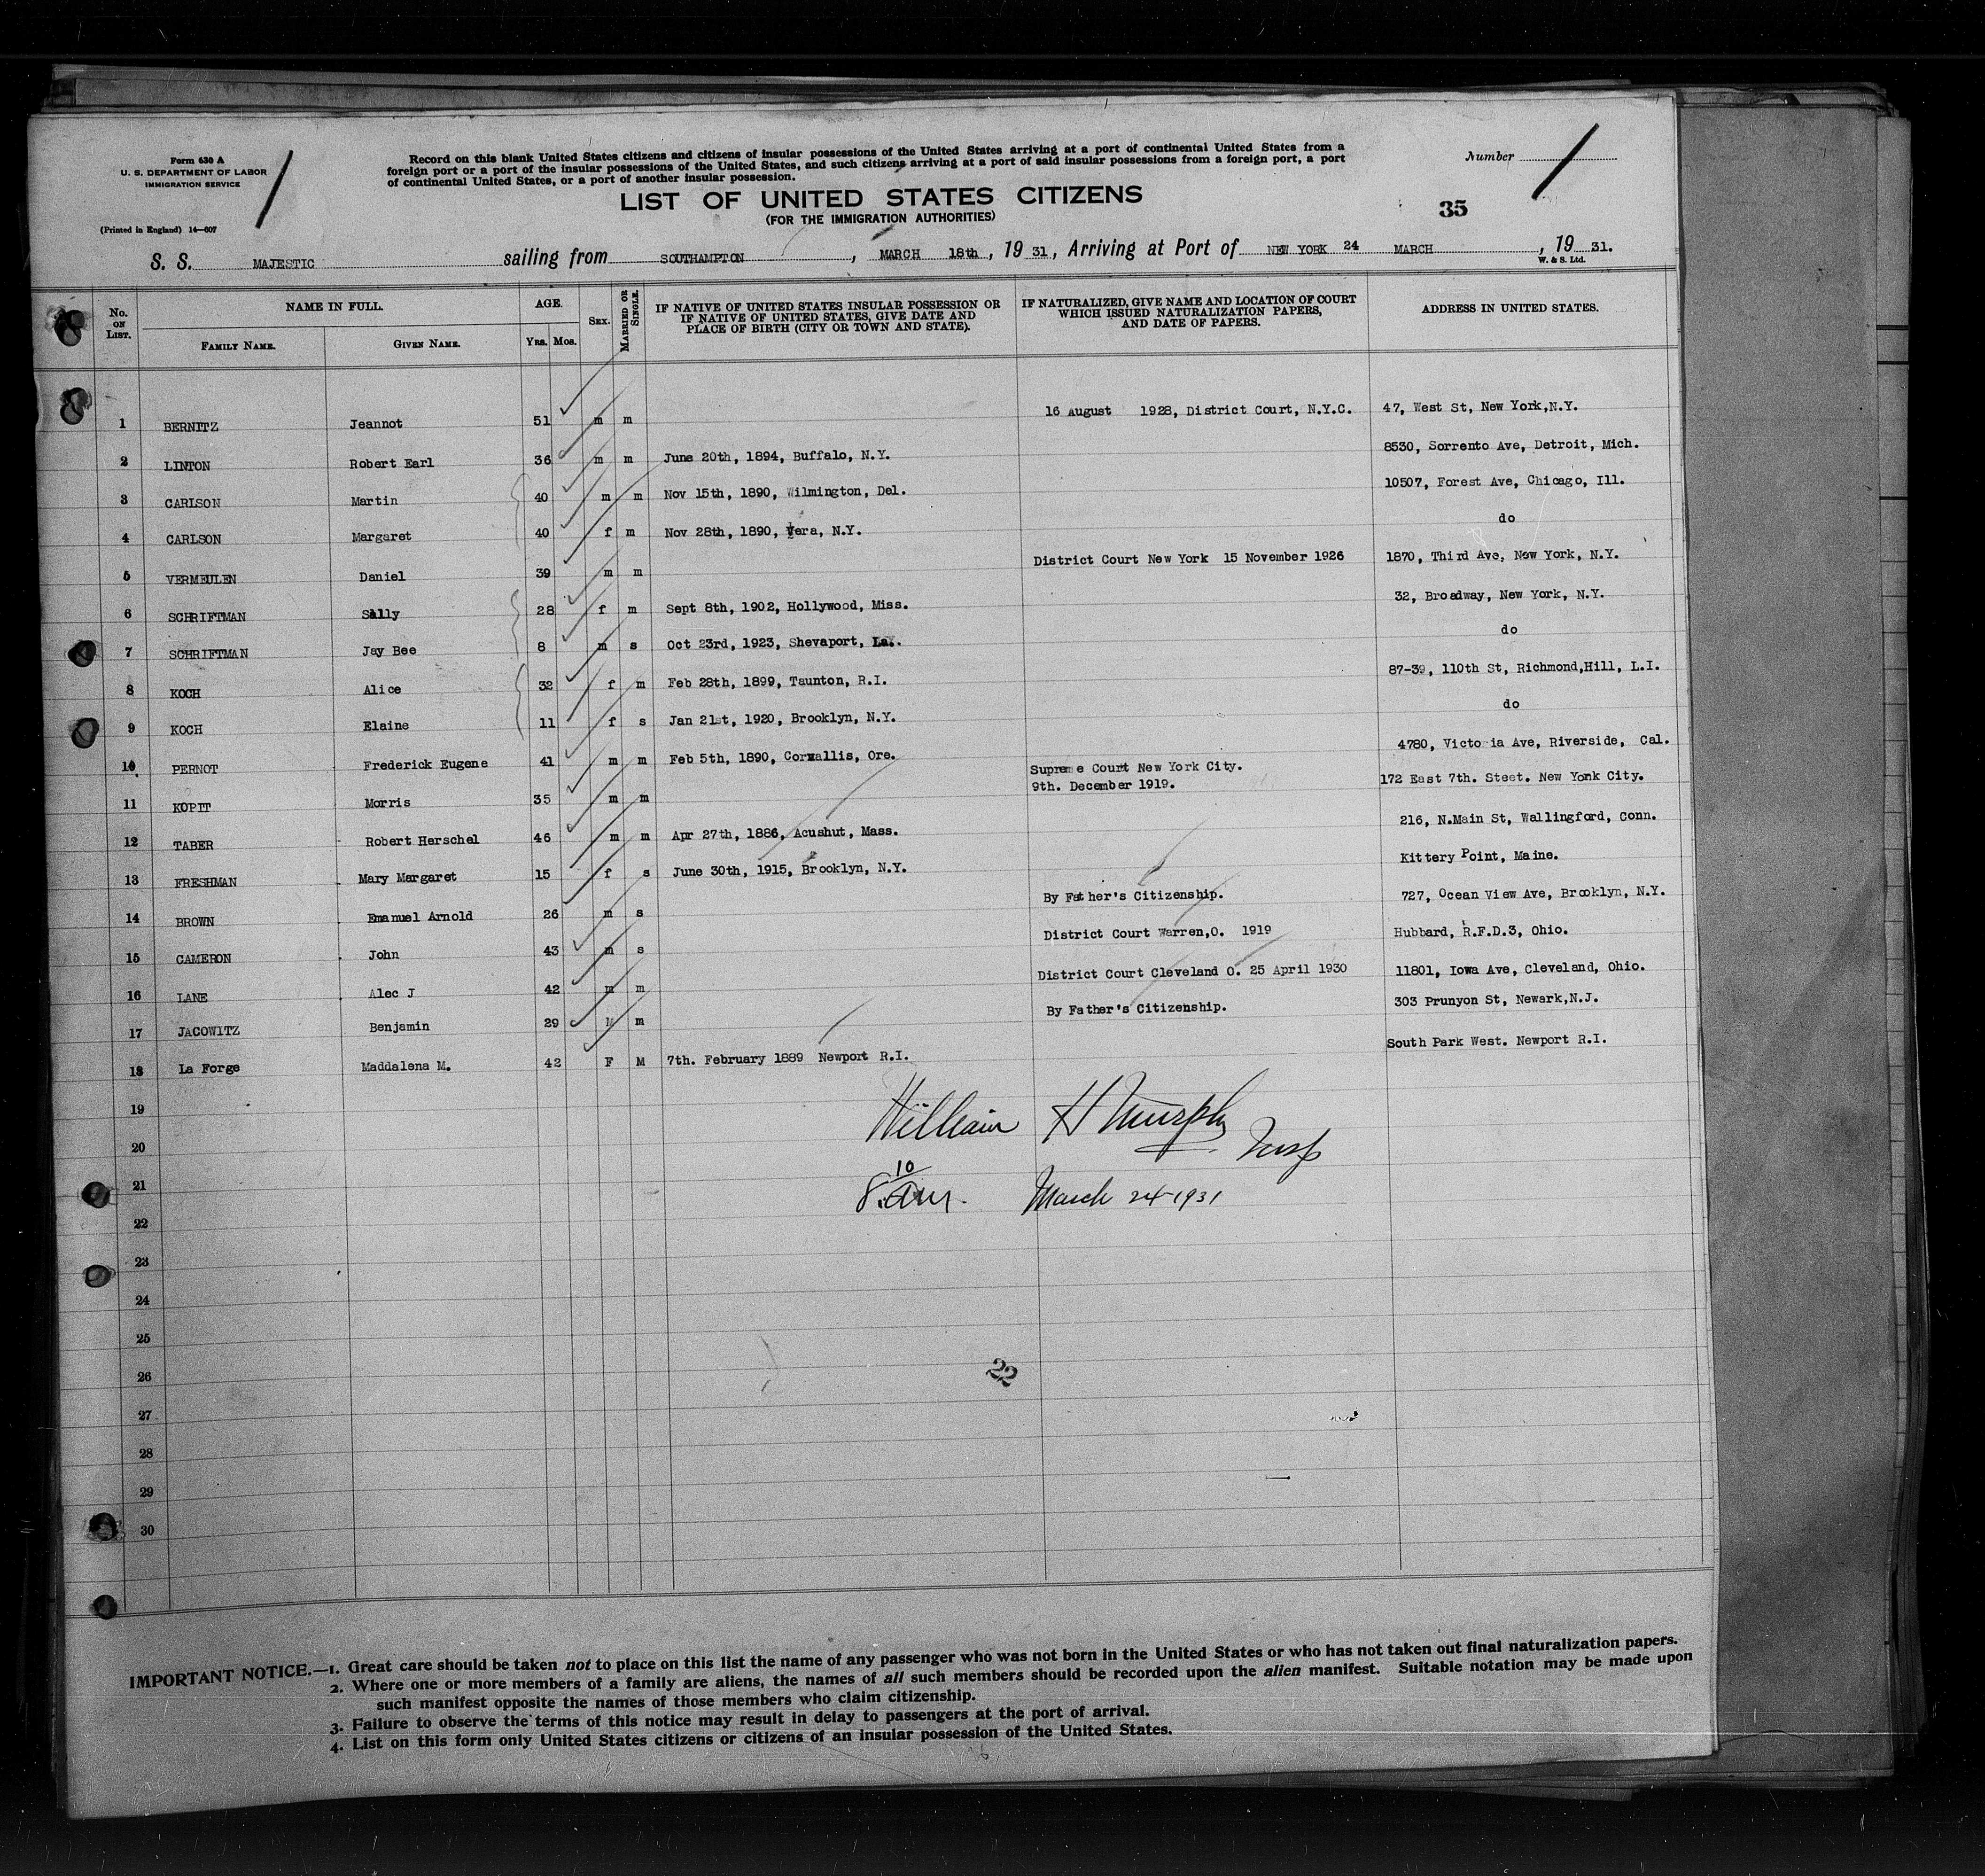 Form 630 A
U. S. DEPARTMENT OF LABOR
IMMIGRATION SERVICE
(Printed in England) 14—607
Record on this blank United States citizens and citizens of insular possessions of the United States arriving at a port of continental United States from a
foreign port or a port of the insular possessions of the United States, and such citizens arriving at a port of said insular possessions from a foreign port, a port
of continental United States, or a port of another insular possession.
LIST OF UNITED STATES CITIZENS
(FOR THE IMMIGRATION AUTHORITIES)
Number
35
S. S. MAJESTIC sailing from SOUTHAMPTON, MARCH 18th, 19 31, Arriving at Port of NEW YORK 24 MARCH, 19 31.
W. & S. Ltd.
No. ON LIST. NAME IN FULL. FAMILY NAME. GIVEN NAME. AGE. YRS. MOS. SEX. MARRIED OR SINGLE. IF NATIVE OF UNITED STATES INSULAR POSSESSION OR IF NATIVE OF UNITED STATES, GIVE DATE AND PLACE OF BIRTH (CITY OR TOWN AND STATE). IF NATURALIZED, GIVE NAME AND LOCATION OF COURT WHICH ISSUED NATURALIZATION PAPERS, AND DATE OF PAPERS. ADDRESS IN UNITED STATES.
1 BERNITZ Jeannot 51 m m 16 August 1928, District Court, N.Y.C. 47, West St, New York,N.Y.
2 LINTON Robert Earl 36 m m June 20th, 1894, Buffalo, N.Y. 8530, Sorrento Ave, Detroit, Mich.
3 CARLSON Martin 40 m m Nov 15th, 1890, Wilmington, Del. 10507, Forest Ave, Chicago, Ill.
4 CARLSON Margaret 40 f m Nov 28th, 1890, Vera, N.Y. do
5 VERMEULEN Daniel 39 m m District Court New York 15 November 1926 1870, Third Ave, New York, N.Y.
6 SCHRIFTMAN Sally 28 f m Sept 8th, 1902, Hollywood, Miss. 32, Broadway, New York, N.Y.
7 SCHRIFTMAN Jay Bee 8 m s Oct 23rd, 1923, Shevaport, La. do
8 KOCH Alice 32 f m Feb 28th, 1899, Taunton, R.I. 87-39, 110th St, Richmond,Hill, L.I.
9 KOCH Elaine 11 f s Jan 21st, 1920, Brooklyn, N.Y. do
10 PERNOT Frederick Eugene 41 m m Feb 5th, 1890, Corvallis, Ore. 4780, Victoria Ave, Riverside, Cal.
11 KOPIT Morris 35 m m Supreme Court New York City. 9th. December 1919. 172 East 7th. Steet. New York City.
12 TABER Robert Herschel 46 m m Apr 27th, 1886, Acushut, Mass. 216, N.Main St, Wallingford, Conn.
13 FRESHMAN Mary Margaret 15 f s June 30th, 1915, Brooklyn, N.Y. Kittery Point, Maine.
14 BROWN Emanuel Arnold 26 m s By Father's Citizenship. 727, Ocean View Ave, Brooklyn, N.Y.
15 CAMERON John 43 m s District Court Warren,O. 1919 Hubbard, R.F.D.3, Ohio.
16 LANE Alec J 42 m m District Court Cleveland O. 25 April 1930 11801, Iowa Ave, Cleveland, Ohio.
17 JACOWITZ Benjamin 29 M m By Father's Citizenship. 303 Prunyon St, Newark,N.J.
18 La Forge Maddalena M. 42 F M 7th. February 1889 Newport R.I. South Park West. Newport R.I.
19
William H Murphy
20
Insp
21 8.10 am. March 24-1931
22
23
24
25
26
22
27
28
29
30
IMPORTANT NOTICE.—1. Great care should be taken not to place on this list the name of any passenger who was not born in the United States or who has not taken out final naturalization papers.
2. Where one or more members of a family are aliens, the names of all such members should be recorded upon the alien manifest. Suitable notation may be made upon
such manifest opposite the names of those members who claim citizenship.
3. Failure to observe the terms of this notice may result in delay to passengers at the port of arrival.
4. List on this form only United States citizens or citizens of an insular possession of the United States.